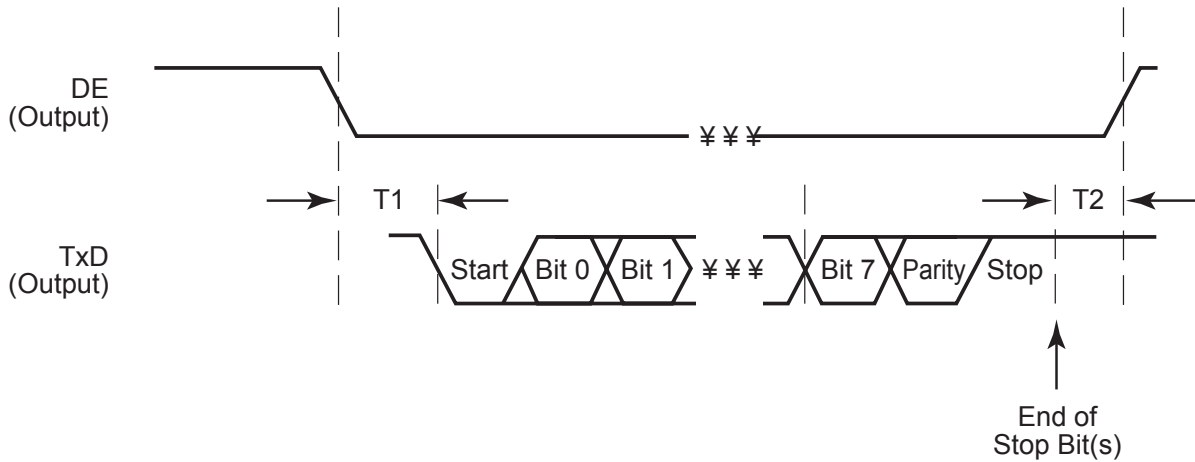 DE
(Output)
¥ ¥ ¥
T1
T2
TxD
(Output)
Start
Bit 0
Bit 1
¥ ¥ ¥
Bit 7
Parity
Stop
End of
Stop Bit(s)